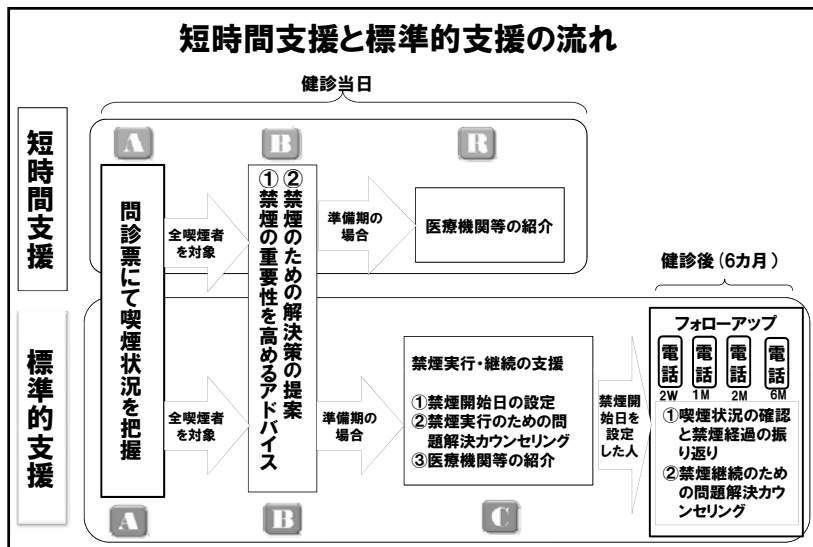 短時間支援と標準的支援の流れ
健診当日
短時間支援
A
B
R
問診票にて喫煙状況を把握
全喫煙者
を対象
①禁煙の重要性を高めるアドバイス
②禁煙のための解決策の提案
準備期の
場合
医療機関等の紹介
健診後(6カ月)
標準的支援
全喫煙者
を対象
準備期の
場合
禁煙実行・継続の支援
①禁煙開始日の設定
②禁煙実行のための問
題解決カウンセリング
③医療機関等の紹介
禁煙開
始日を
設定
した人
フォローアップ
電話
電話
電話
電話
2W 1M 2M 6M
①喫煙状況の確認
と禁煙経過の振
り返り
②禁煙継続のため
の問題解決カウ
ンセリング
A
B
C